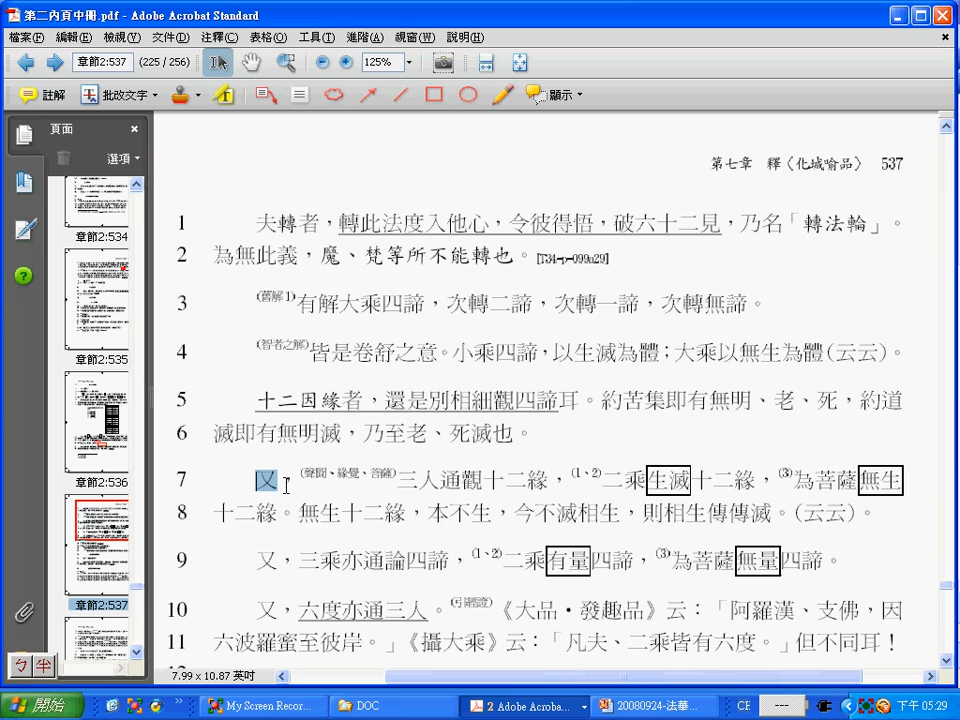 第二內頁中冊.pdf - Adobe Acrobat Standard
檔案(F) 編輯(E) 檢視(V) 文件(D) 注釋(C) 表格(O) 工具(T) 進階(A) 視窗(W) 說明(H)
章節2:537 (225 / 256) 125%
註解 批改文字 顯示
頁面
選項
章節2:534
章節2:535
章節2:536
章節2:537
第七章 釋〈化城喻品〉 537
1 夫轉者，轉此法度入他心，令彼得悟，破六十二見，乃名「轉法輪」。
2 為無此義，魔、梵等所不能轉也。[T34-p-099a29]
3 (舊解1)有解大乘四諦，次轉二諦，次轉一諦，次轉無諦。
4 (智者之解)皆是卷舒之意。小乘四諦，以生滅為體；大乘以無生為體(云云)。
5 十二因緣者，還是別相細觀四諦耳。約苦集即有無明、老、死，約道
6 滅即有無明滅，乃至老、死滅也。
7 又，(聲聞、緣覺、菩薩)三人通觀十二緣，(1、2)二乘生滅十二緣，(3)為菩薩無生
8 十二緣。無生十二緣，本不生，今不滅相生，則相生傳傳滅。(云云)。
9 又，三乘亦通論四諦，(1、2)二乘有量四諦，(3)為菩薩無量四諦。
10 又，六度亦通三人。《大品•發趣品》云：「阿羅漢、支佛，因
11 六波羅蜜至彼岸。」《攝大乘》云：「凡夫、二乘皆有六度。」但不同耳！
7.99 x 10.87 英吋
ㄅ 半
開始 My Screen Recor... DOC 2 Adobe Acroba... 20080924-法華... CE 下午 05:29